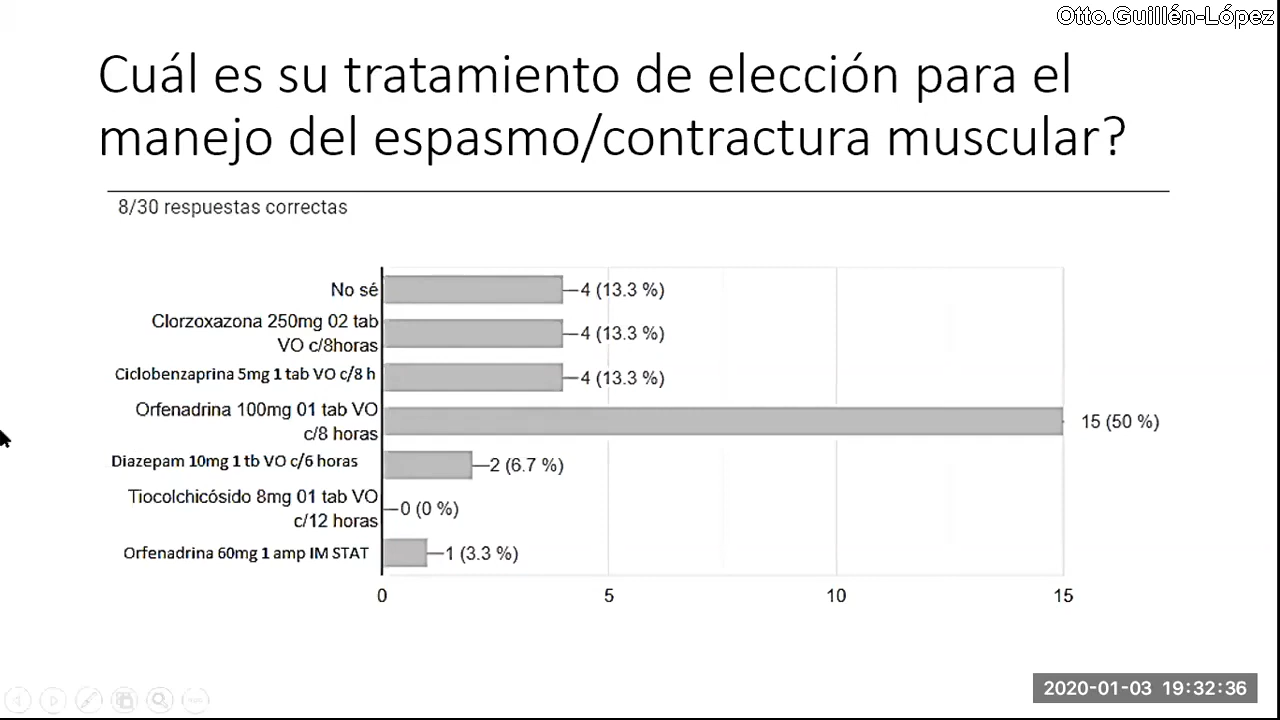 Otto.Guillén-López
Cuál es su tratamiento de elección para el
manejo del espasmo/contractura muscular?
8/30 respuestas correctas
No sé
4 (13.3 %)
Clorzoxazona 250mg 02 tab
VO c/8horas
4 (13.3 %)
Ciclobenzaprina 5mg 1 tab VO c/8 h
4 (13.3 %)
Orfenadrina 100mg 01 tab VO
c/8 horas
15 (50 %)
Diazepam 10mg 1 tb VO c/6 horas
2 (6.7 %)
Tiocolchicósido 8mg 01 tab VO
c/12 horas
0 (0 %)
Orfenadrina 60mg 1 amp IM STAT
1 (3.3 %)
0 5 10 15
2020-01-03 19:32:36